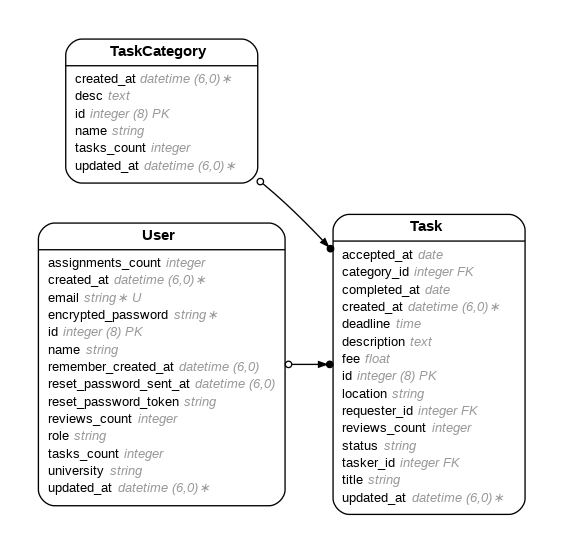 TaskCategory
created_at datetime (6,0)∗
desc text
id integer (8) PK
name string
tasks_count integer
updated_at datetime (6,0)∗
User
assignments_count integer
created_at datetime (6,0)∗
email string∗ U
encrypted_password string∗
id integer (8) PK
name string
remember_created_at datetime (6,0)
reset_password_sent_at datetime (6,0)
reset_password_token string
reviews_count integer
role string
tasks_count integer
university string
updated_at datetime (6,0)∗
Task
accepted_at date
category_id integer FK
completed_at date
created_at datetime (6,0)∗
deadline time
description text
fee float
id integer (8) PK
location string
requester_id integer FK
reviews_count integer
status string
tasker_id integer FK
title string
updated_at datetime (6,0)∗